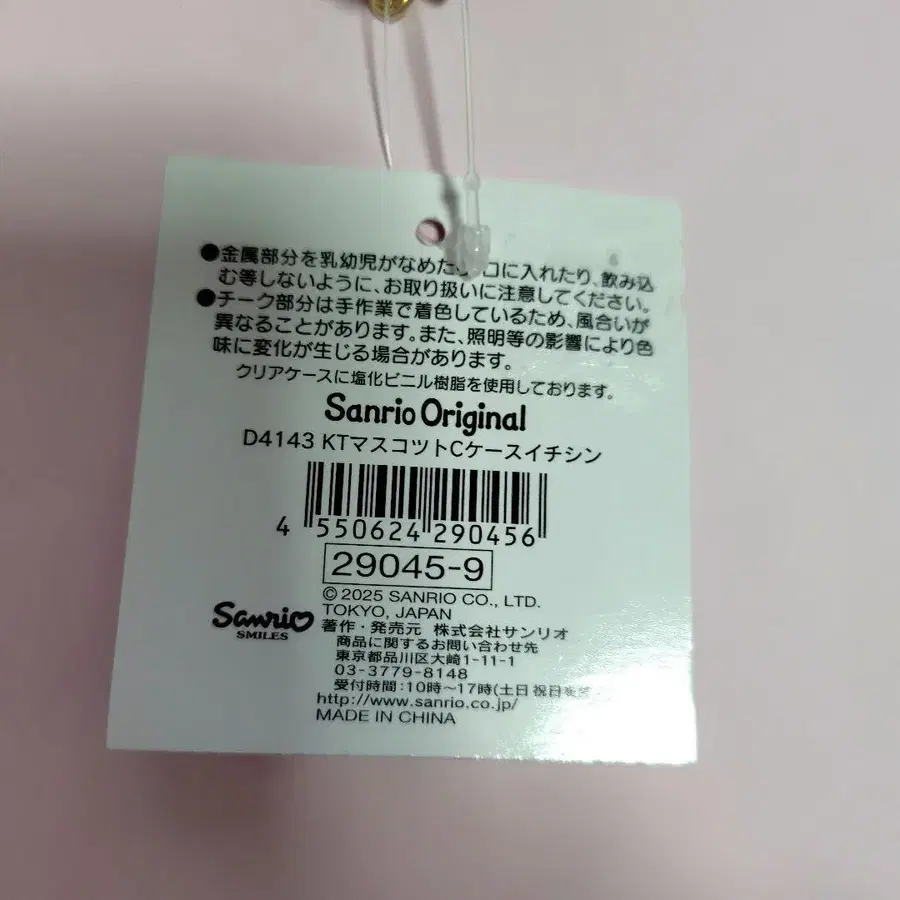 ●金属部分を乳幼児がなめたり、口に入れたり、飲み込
む等しないように、お取り扱いに注意してください。
●チーク部分は手作業で着色しているため、風合いが
異なることがあります。また、照明等の影響により色
味に変化が生じる場合があります。
クリアケースに塩化ビニル樹脂を使用しております。
Sanrio Original
D4143 KTマスコツトCケースイチシン
4 550624 290456
29045-9
© 2025 SANRIO CO., LTD.
TOKYO, JAPAN
Sanrio
SMILES
著作・発売元 株式会社サンリオ
商品に関するお問い合わせ先
東京都品川区大崎1-11-1
03-3779-8148
受付時間:10時〜17時(土日 祝日
http://www.sanrio.co.jp/
MADE IN CHINA